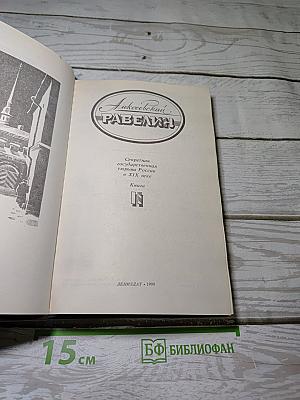 Алексеевский
РАВЕЛИН
Секретная
государственная
тюрьма России
в XIX веке
Книга
ЛЕНИЗДАТ · 1990
15 см
БФ БИБЛИОФАН